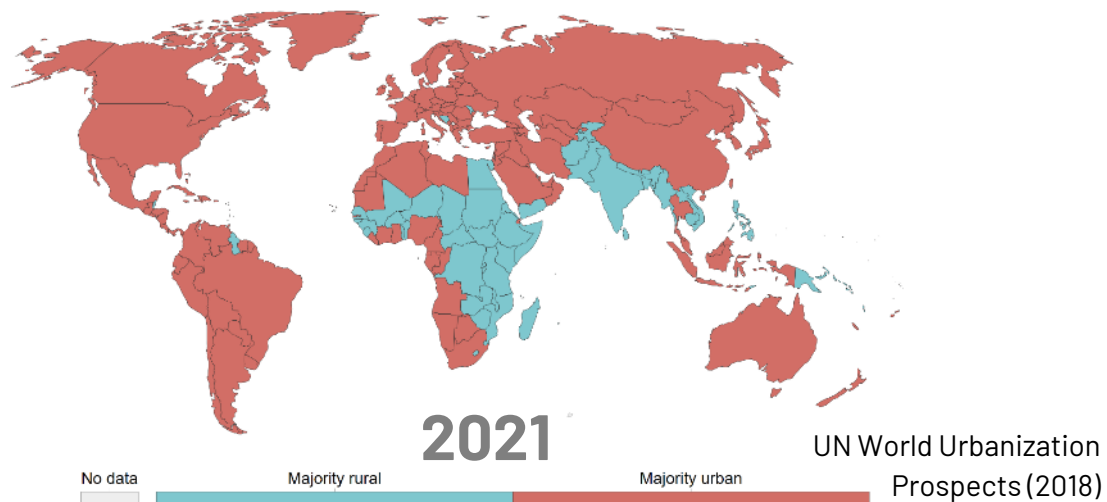 2021
UN World Urbanization
Prospects (2018)
No data
Majority rural
Majority urban